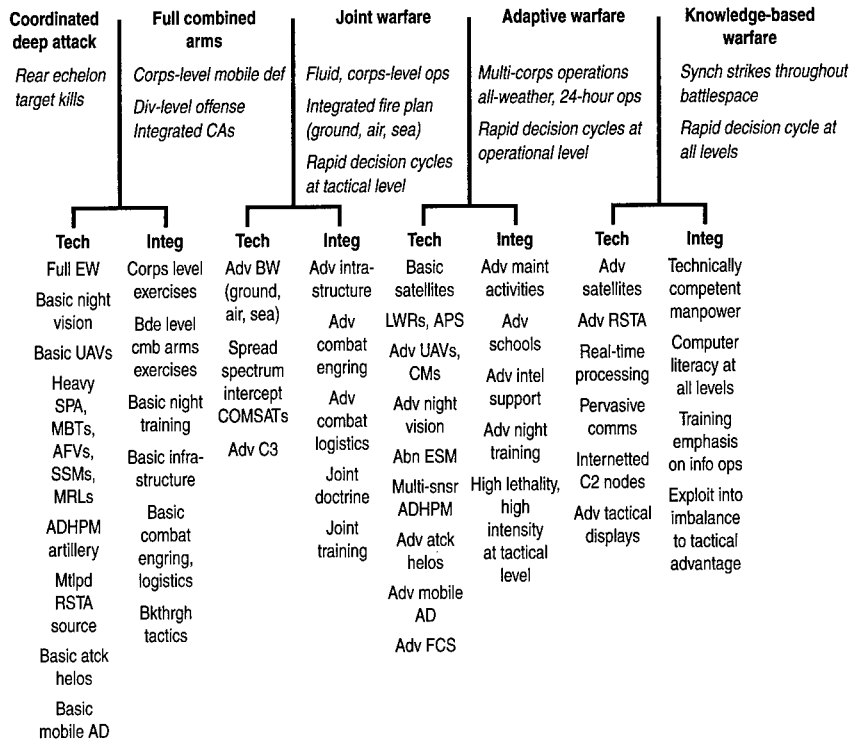 Coordinated
deep attack
Rear echelon
target kills
Full combined
arms
Corps-level mobile def
Div-level offense
Integrated CAs
Joint warfare
Fluid, corps-level ops
Integrated fire plan
(ground, air, sea)
Rapid decision cycles
at tactical level
Adaptive warfare
Multi-corps operations
all-weather, 24-hour ops
Rapid decision cycles at
operational level
Knowledge-based
warfare
Synch strikes throughout
battlespace
Rapid decision cycle at
all levels
Tech
Full EW
Basic night
vision
Basic UAVs
Heavy
SPA,
MBTs,
AFVs,
SSMs,
MRLs
ADHPM
artillery
Mtlpd
RSTA
source
Basic atck
helos
Basic
mobile AD
Integ
Corps level
exercises
Bde level
cmb arms
exercises
Basic night
training
Basic infra-
structure
Basic
combat
engring,
logistics
Bkthrgh
tactics
Tech
Adv BW
(ground,
air, sea)
Spread
spectrum
intercept
COMSATs
Adv C3
Integ
Adv intra-
structure
Adv
combat
engring
Adv
combat
logistics
Joint
doctrine
Joint
training
Tech
Basic
satellites
LWRs, APS
Adv UAVs,
CMs
Adv night
vision
Abn ESM
Multi-snsr
ADHPM
Adv atck
helos
Adv mobile
AD
Adv FCS
Integ
Adv maint
activities
Adv
schools
Adv intel
support
Adv night
training
High lethality,
high
intensity
at tactical
level
Tech
Adv
satellites
Adv RSTA
Real-time
processing
Pervasive
comms
Internetted
C2 nodes
Adv tactical
displays
Integ
Technically
competent
manpower
Computer
literacy at
all levels
Training
emphasis
on info ops
Exploit into
imbalance
to tactical
advantage